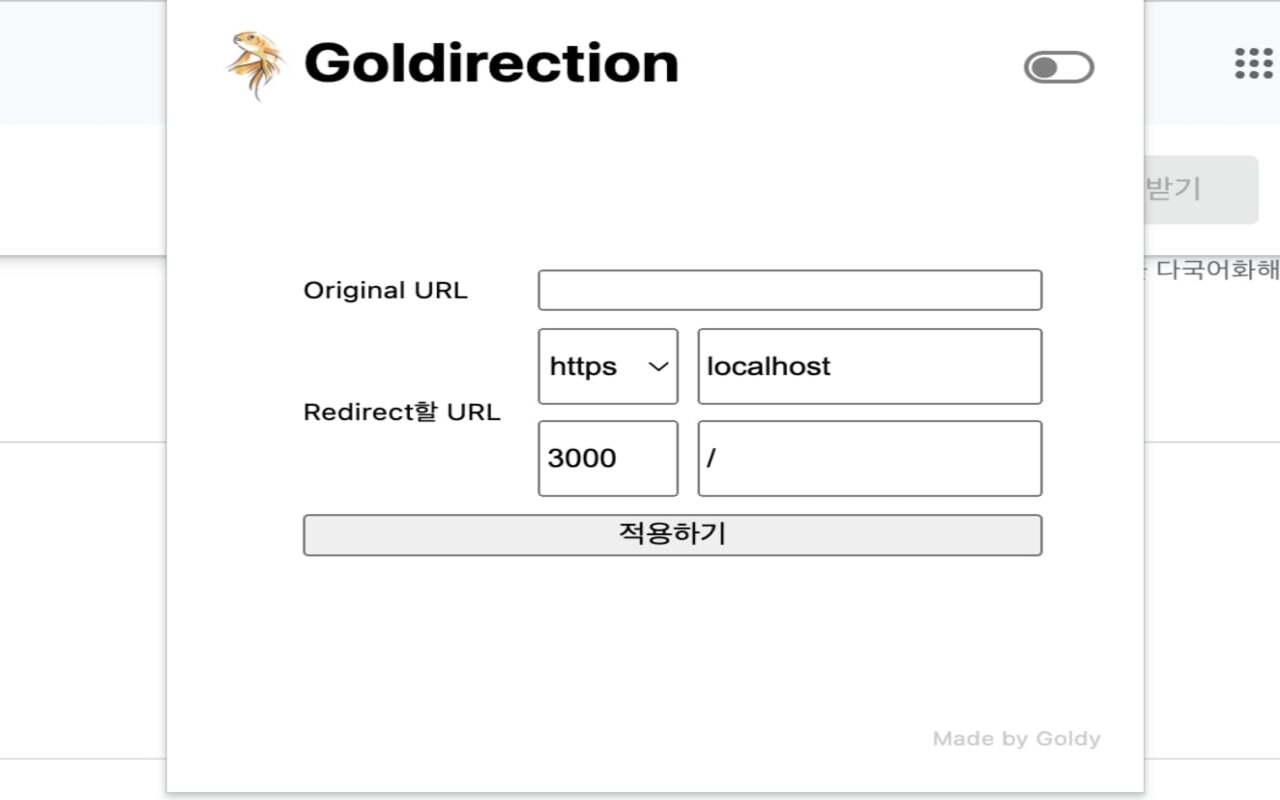 Goldirection
받기
다국어화해
Original URL
https
localhost
Redirect할 URL
3000
/
적용하기
Made by Goldy